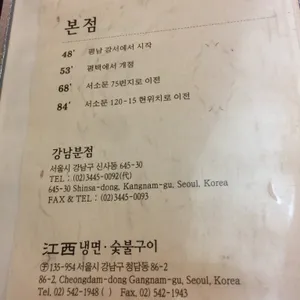 본점
48' 평남 강서에서 시작
53' 평택에서 개점
68' 서소문 75번지로 이전
84' 서소문 120-15 현위치로 이전
강남분점
서울시 강남구 신사동 645-30
TEL : (02)3445-0092(代)
645-30 Shinsa-dong, Kangnam-gu, Seoul, Korea
FAX & TEL : (02)3445-0093
江西 냉면·숯불구이
㉾135-954 서울시 강남구 청담동 86-2
86-2, Cheongdam-dong Gangnam-gu, Seoul, Korea
Tel. 02) 542-1948 ( ) Fax. 02) 542-1943